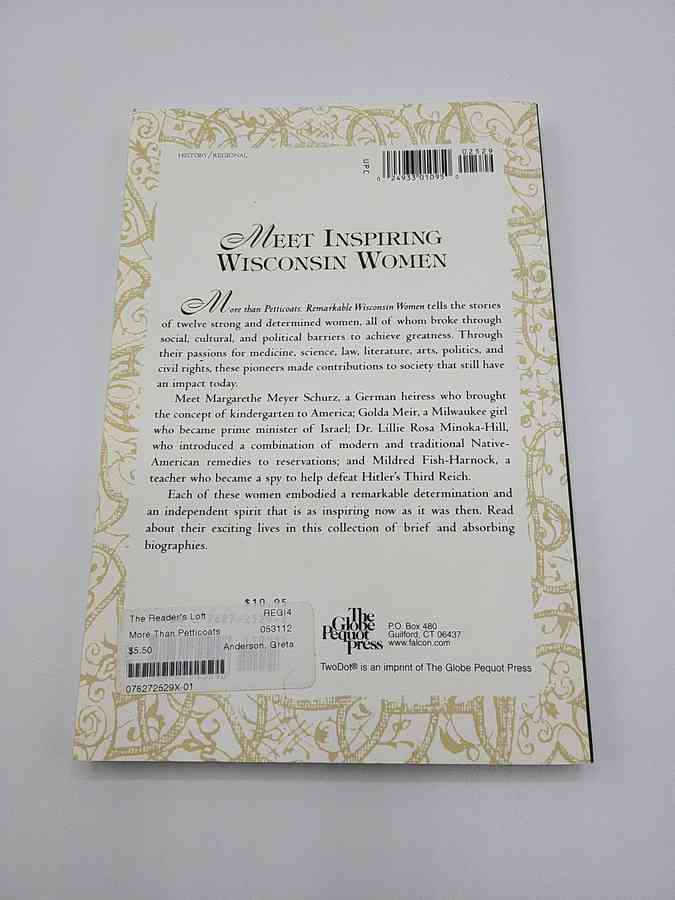 HISTORY/REGIONAL
02529
UPC
0 24933 01095 0
MEET INSPIRING
WISCONSIN WOMEN
More than Petticoats: Remarkable Wisconsin Women tells the stories
of twelve strong and determined women, all of whom broke through
social, cultural, and political barriers to achieve greatness. Through
their passions for medicine, science, law, literature, arts, politics, and
civil rights, these pioneers made contributions to society that still have
an impact today.
Meet Margarethe Meyer Schurz, a German heiress who brought
the concept of kindergarten to America; Golda Meir, a Milwaukee girl
who became prime minister of Israel; Dr. Lillie Rosa Minoka-Hill,
who introduced a combination of modern and traditional Native-
American remedies to reservations; and Mildred Fish-Harnock, a
teacher who became a spy to help defeat Hitler's Third Reich.
Each of these women embodied a remarkable determination and
an independent spirit that is as inspiring now as it was then. Read
about their exciting lives in this collection of brief and absorbing
biographies.
$10.95
The Reader's Loft REGI4
More Than Petticoats 053112
$5.50 Anderson, Greta
076272529X-01
The
Globe
Pequot
Press
P.O. Box 480
Guilford, CT 06437
www.falcon.com
TwoDot® is an imprint of The Globe Pequot Press